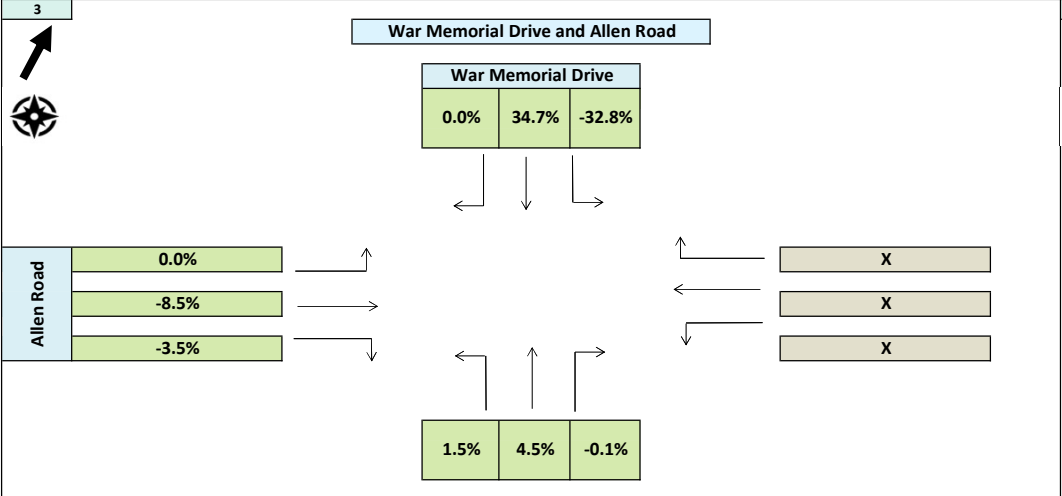 3
War Memorial Drive and Allen Road
War Memorial Drive
0.0% 34.7% -32.8%
Allen Road
0.0%
-8.5%
-3.5%
X
X
X
1.5% 4.5% -0.1%